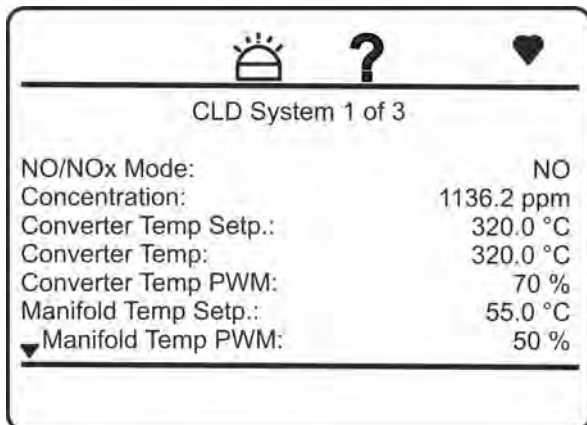 ?
CLD System 1 of 3
NO/NOx Mode: NO
Concentration: 1136.2 ppm
Converter Temp Setp.: 320.0 °C
Converter Temp: 320.0 °C
Converter Temp PWM: 70 %
Manifold Temp Setp.: 55.0 °C
Manifold Temp PWM: 50 %